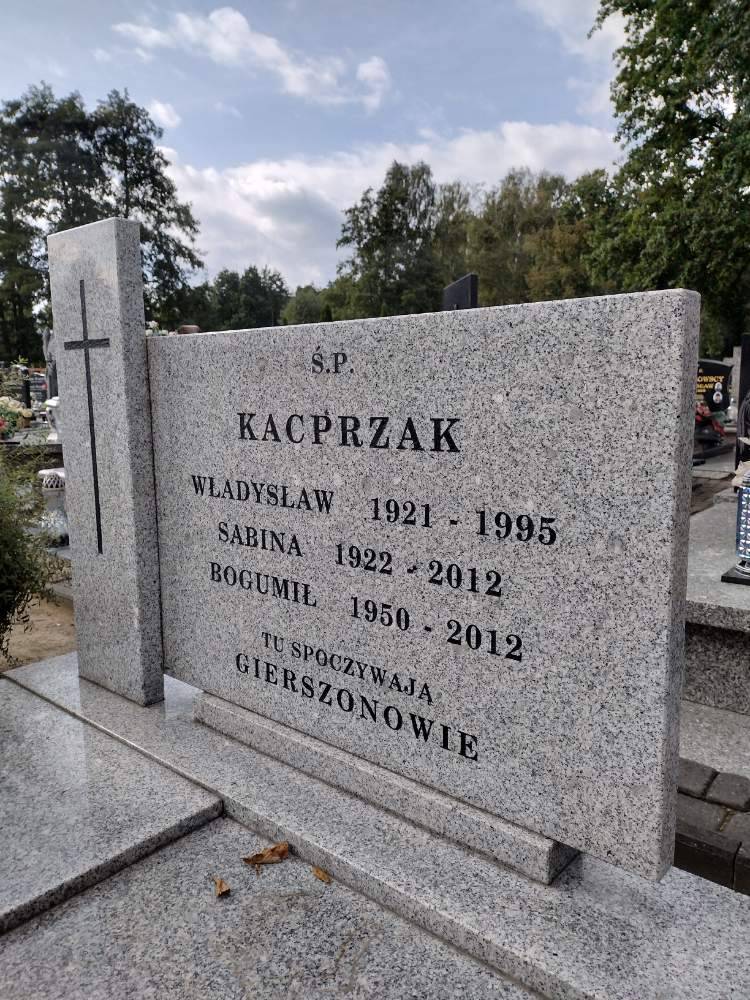 Ś.P.
KACPRZAK
WŁADYSŁAW 1921 - 1995
SABINA 1922 - 2012
BOGUMIŁ 1950 - 2012
TU SPOCZYWAJĄ
GIERSZONOWIE